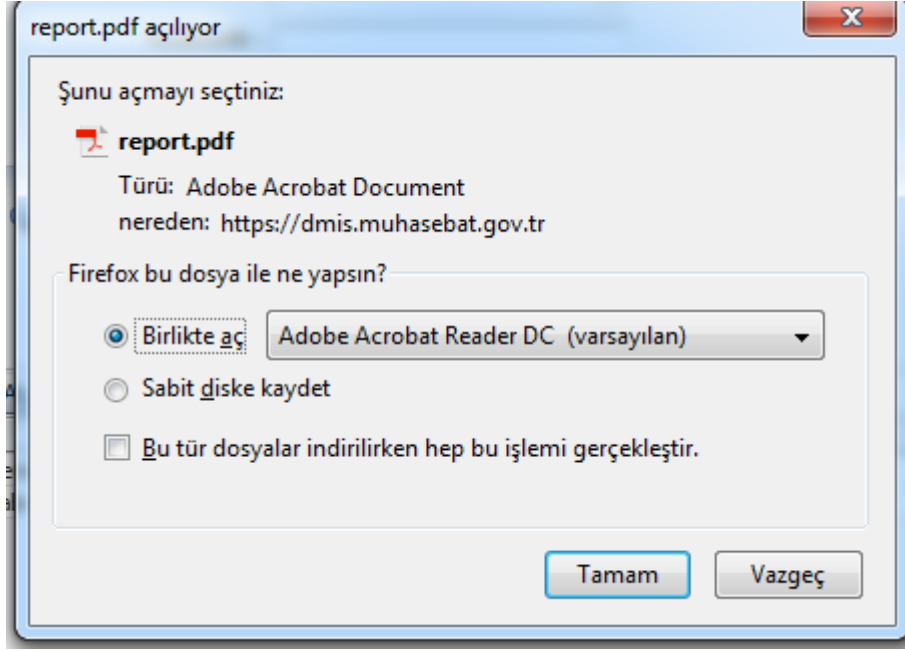 report.pdf açılıyor
Şunu açmayı seçtiniz:
report.pdf
Türü: Adobe Acrobat Document
nereden: https://dmis.muhasebat.gov.tr
Firefox bu dosya ile ne yapsın?
Birlikte aç Adobe Acrobat Reader DC (varsayılan)
Sabit diske kaydet
Bu tür dosyalar indirilirken hep bu işlemi gerçekleştir.
Tamam Vazgeç